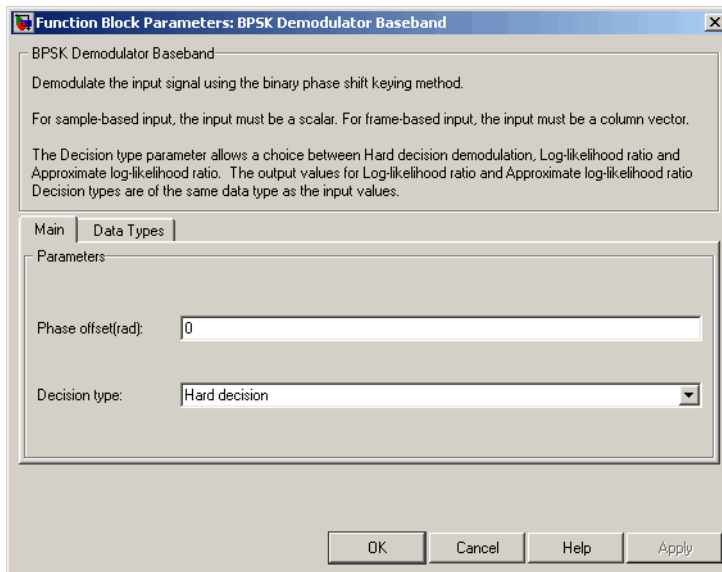 Function Block Parameters: BPSK Demodulator Baseband
BPSK Demodulator Baseband
Demodulate the input signal using the binary phase shift keying method.
For sample-based input, the input must be a scalar. For frame-based input, the input must be a column vector.
The Decision type parameter allows a choice between Hard decision demodulation, Log-likelihood ratio and
Approximate log-likelihood ratio. The output values for Log-likelihood ratio and Approximate log-likelihood ratio
Decision types are of the same data type as the input values.
Main Data Types
Parameters
Phase offset(rad): 0
Decision type: Hard decision
OK Cancel Help Apply